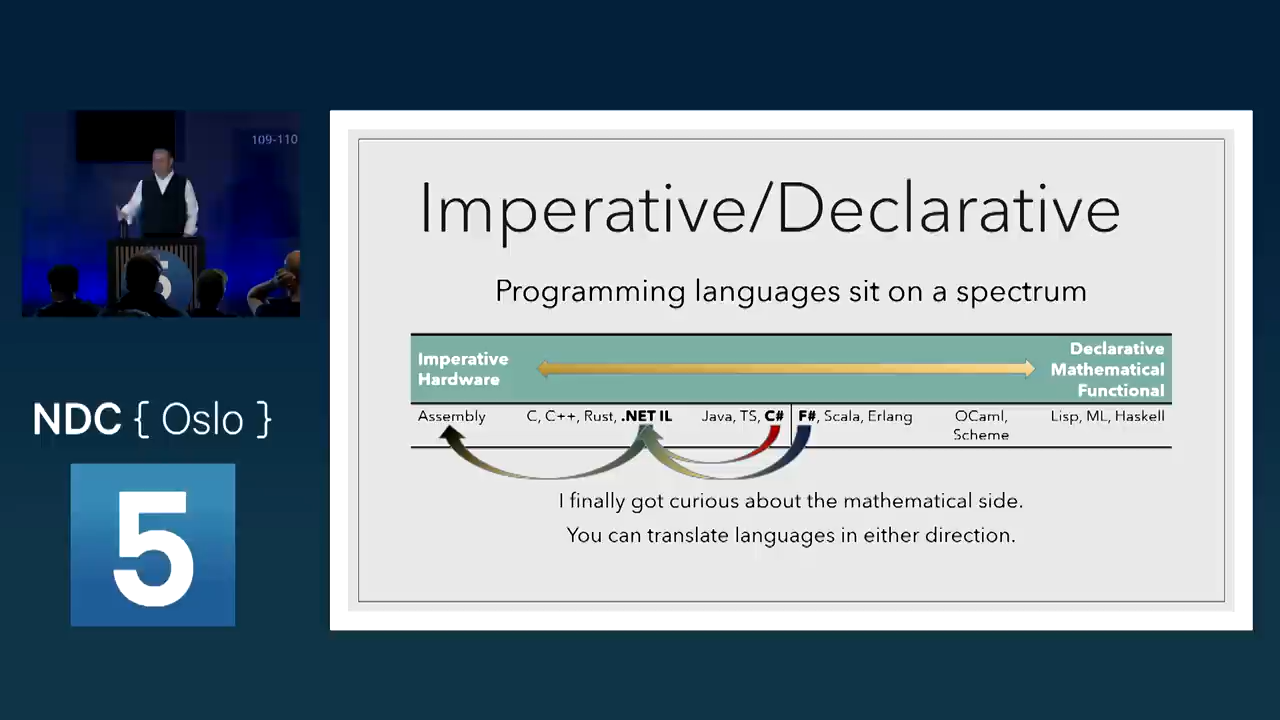 109-110
5
NDC { Oslo }
5
Imperative/Declarative
Programming languages sit on a spectrum
Imperative
Hardware
Declarative
Mathematical
Functional
Assembly
C, C++, Rust, .NET IL
Java, TS, C#
F#, Scala, Erlang
OCaml,
Scheme
Lisp, ML, Haskell
I finally got curious about the mathematical side.
You can translate languages in either direction.